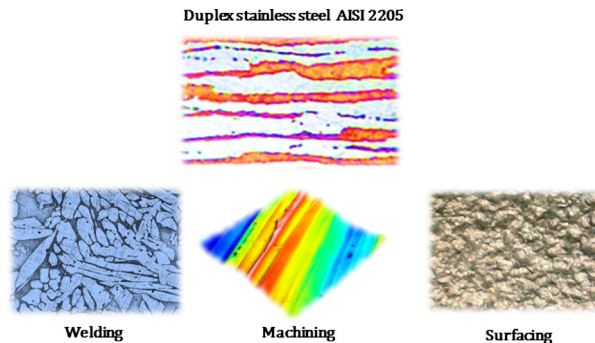 Duplex stainless steel AISI 2205
Welding
Machining
Surfacing